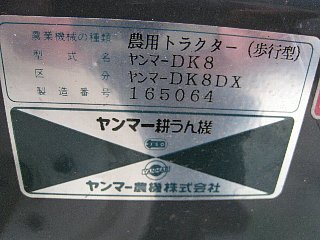 農業機械の種類 農用トラクター(歩行型)
型式名 ヤンマーDK8
区分 ヤンマーDK8DX
製造番号 165064
ヤンマー耕うん機
ヤンマー農機株式会社